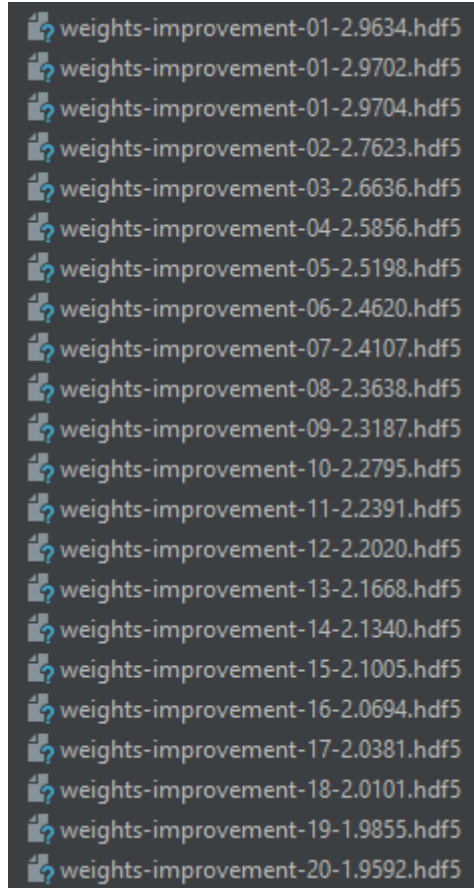 weights-improvement-01-2.9634.hdf5
weights-improvement-01-2.9702.hdf5
weights-improvement-01-2.9704.hdf5
weights-improvement-02-2.7623.hdf5
weights-improvement-03-2.6636.hdf5
weights-improvement-04-2.5856.hdf5
weights-improvement-05-2.5198.hdf5
weights-improvement-06-2.4620.hdf5
weights-improvement-07-2.4107.hdf5
weights-improvement-08-2.3638.hdf5
weights-improvement-09-2.3187.hdf5
weights-improvement-10-2.2795.hdf5
weights-improvement-11-2.2391.hdf5
weights-improvement-12-2.2020.hdf5
weights-improvement-13-2.1668.hdf5
weights-improvement-14-2.1340.hdf5
weights-improvement-15-2.1005.hdf5
weights-improvement-16-2.0694.hdf5
weights-improvement-17-2.0381.hdf5
weights-improvement-18-2.0101.hdf5
weights-improvement-19-1.9855.hdf5
weights-improvement-20-1.9592.hdf5